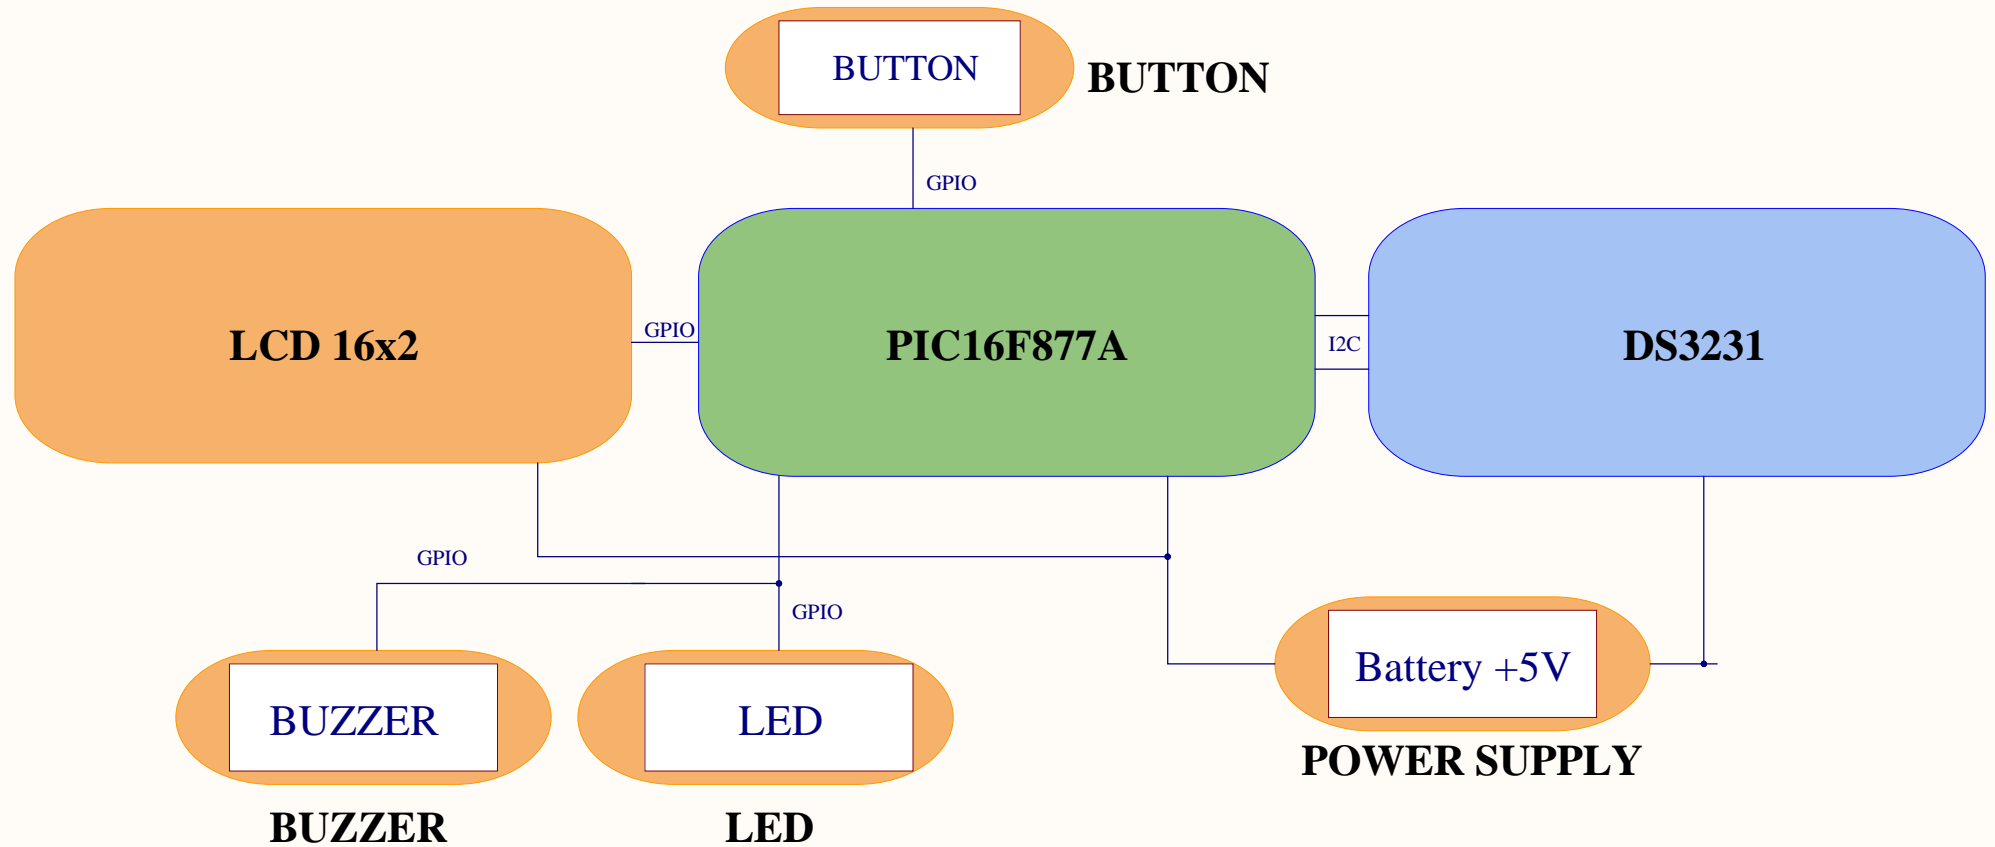 BUTTON
BUTTON
GPIO
LCD 16x2
GPIO
PIC16F877A
I2C
DS3231
GPIO
GPIO
BUZZER
LED
Battery +5V
POWER SUPPLY
BUZZER
LED